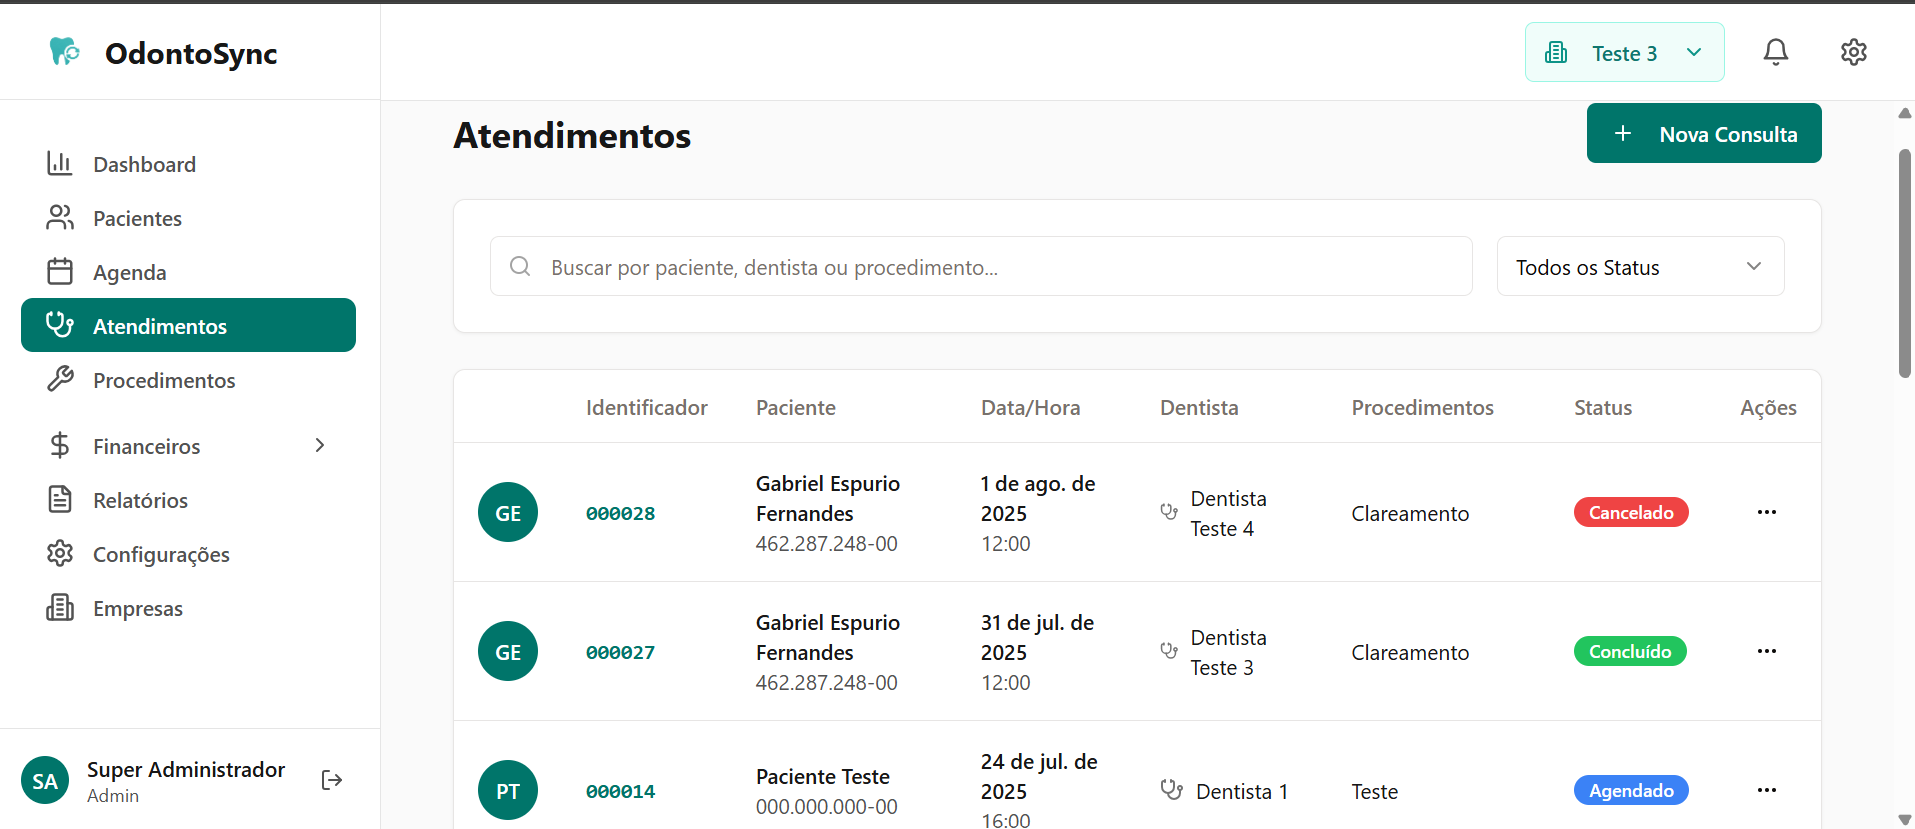 OdontoSync
Teste 3
Dashboard
Pacientes
Agenda
Atendimentos
Procedimentos
Financeiros
Relatórios
Configurações
Empresas
SA
Super Administrador
Admin
Atendimentos
+ Nova Consulta
Buscar por paciente, dentista ou procedimento...
Todos os Status
Identificador Paciente Data/Hora Dentista Procedimentos Status Ações
GE
000028
Gabriel Espurio
Fernandes
462.287.248-00
1 de ago. de
2025
12:00
Dentista
Teste 4
Clareamento
Cancelado
GE
000027
Gabriel Espurio
Fernandes
462.287.248-00
31 de jul. de
2025
12:00
Dentista
Teste 3
Clareamento
Concluído
PT
000014
Paciente Teste
000.000.000-00
24 de jul. de
2025
16:00
Dentista 1
Teste
Agendado